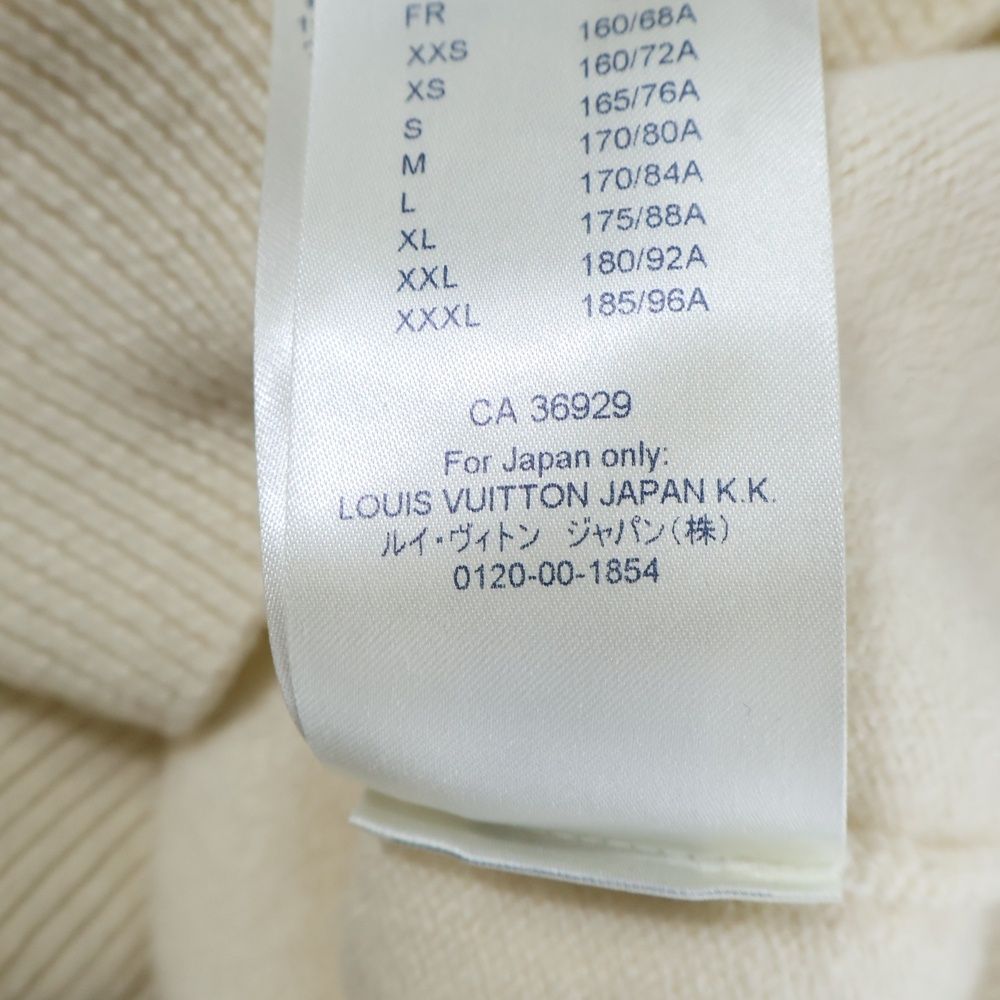 FR
XXS 160/68A
XS 160/72A
S 165/76A
M 170/80A
L 170/84A
XL 175/88A
XXL 180/92A
XXXL 185/96A
CA 36929
For Japan only:
LOUIS VUITTON JAPAN K.K.
ルイ・ヴィトン ジャパン(株)
0120-00-1854